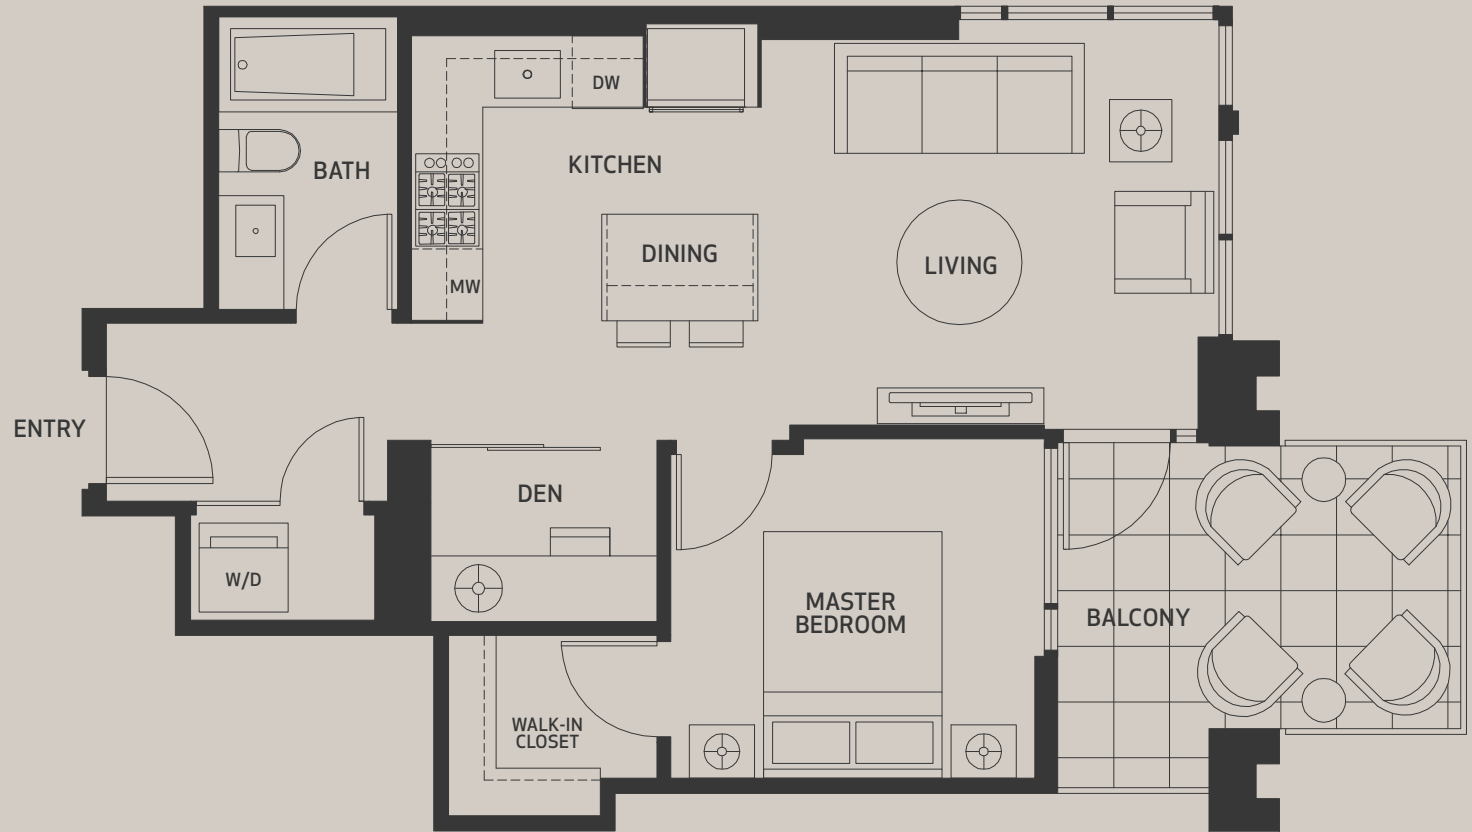 DW
BATH
KITCHEN
DINING
LIVING
MW
ENTRY
DEN
W/D
MASTER
BEDROOM
BALCONY
WALK-IN
CLOSET